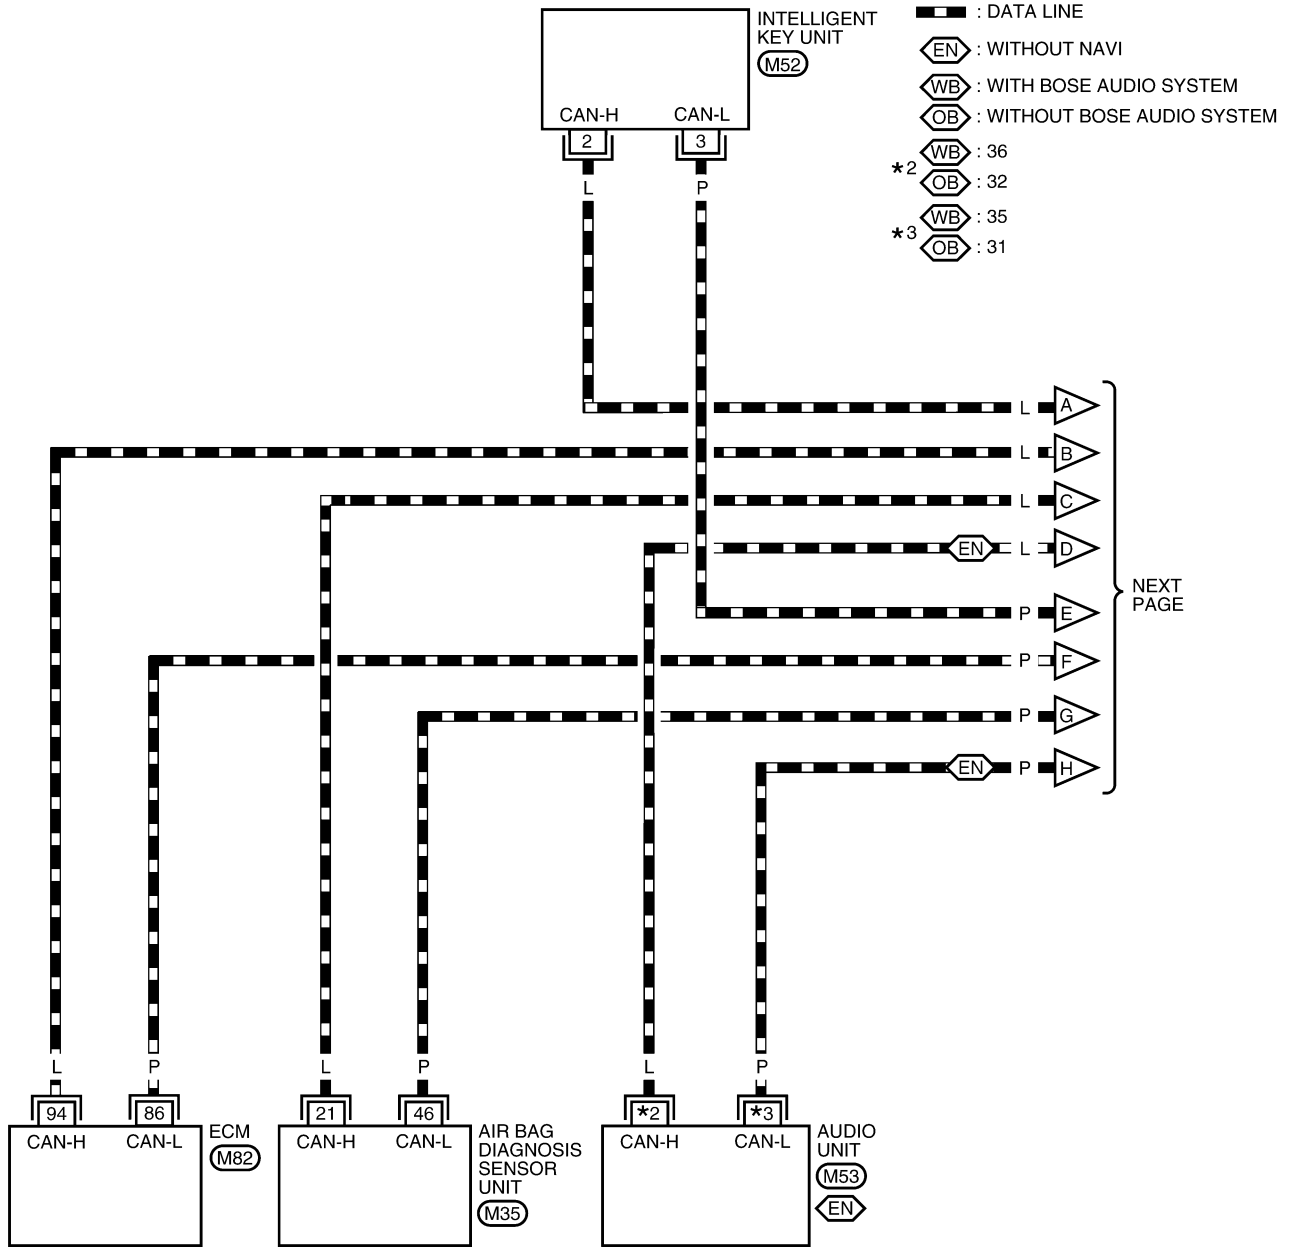 INTELLIGENT
KEY UNIT
M52
CAN-H
CAN-L
2
3
L
P
: DATA LINE
EN : WITHOUT NAVI
WB : WITH BOSE AUDIO SYSTEM
OB : WITHOUT BOSE AUDIO SYSTEM
*2
WB : 36
OB : 32
*3
WB : 35
OB : 31
L A
L B
L C
EN L D
P E
P F
P G
EN P H
NEXT
PAGE
L
P
L
P
L
P
94
86
21
46
*2
*3
CAN-H
CAN-L
ECM
M82
CAN-H
CAN-L
AIR BAG
DIAGNOSIS
SENSOR
UNIT
M35
CAN-H
CAN-L
AUDIO
UNIT
M53
EN